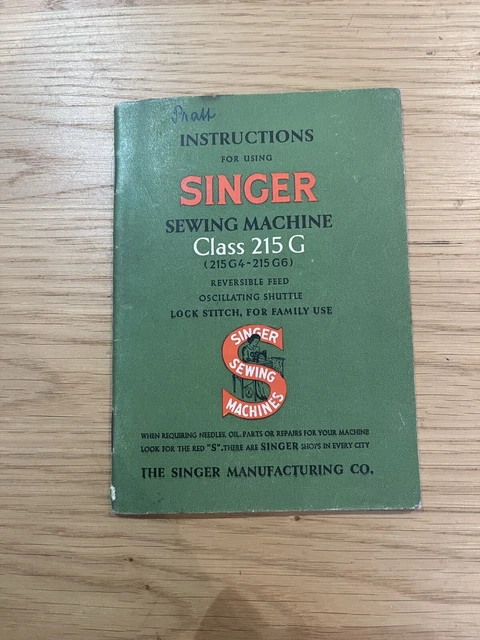 Pratt
INSTRUCTIONS
FOR USING
SINGER
SEWING MACHINE
Class 215 G
(215G4-215G6)
REVERSIBLE FEED
OSCILLATING SHUTTLE
LOCK STITCH, FOR FAMILY USE
SINGER
SEWING
MACHINES
WHEN REQUIRING NEEDLES, OIL, PARTS OR REPAIRS FOR YOUR MACHINE
LOOK FOR THE RED "S". THERE ARE SINGER SHOPS IN EVERY CITY
THE SINGER MANUFACTURING CO.